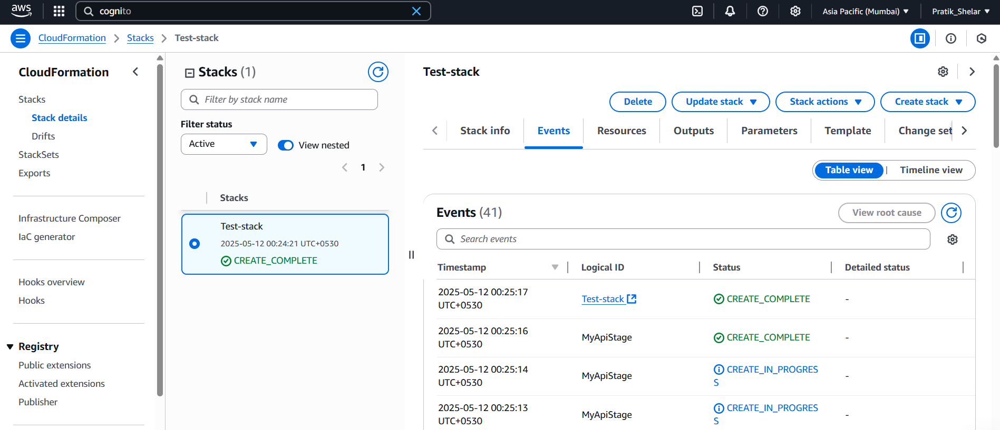 aws
cognito
Asia Pacific (Mumbai)
Pratik_Shelar
CloudFormation
Stacks
Test-stack
CloudFormation
Stacks
Stack details
Drifts
StackSets
Exports
Infrastructure Composer
IaC generator
Hooks overview
Hooks
Registry
Public extensions
Activated extensions
Publisher
Stacks (1)
Filter by stack name
Filter status
Active
View nested
1
Stacks
Test-stack
2025-05-12 00:24:21 UTC+0530
CREATE_COMPLETE
Test-stack
Delete
Update stack
Stack actions
Create stack
Stack info
Events
Resources
Outputs
Parameters
Template
Change set
Table view
Timeline view
Events (41)
View root cause
Search events
Timestamp
Logical ID
Status
Detailed status
2025-05-12 00:25:17
UTC+0530
Test-stack
CREATE_COMPLETE
-
2025-05-12 00:25:16
UTC+0530
MyApiStage
CREATE_COMPLETE
-
2025-05-12 00:25:14
UTC+0530
MyApiStage
CREATE_IN_PROGRES
S
-
2025-05-12 00:25:13
UTC+0530
MyApiStage
CREATE_IN_PROGRES
S
-